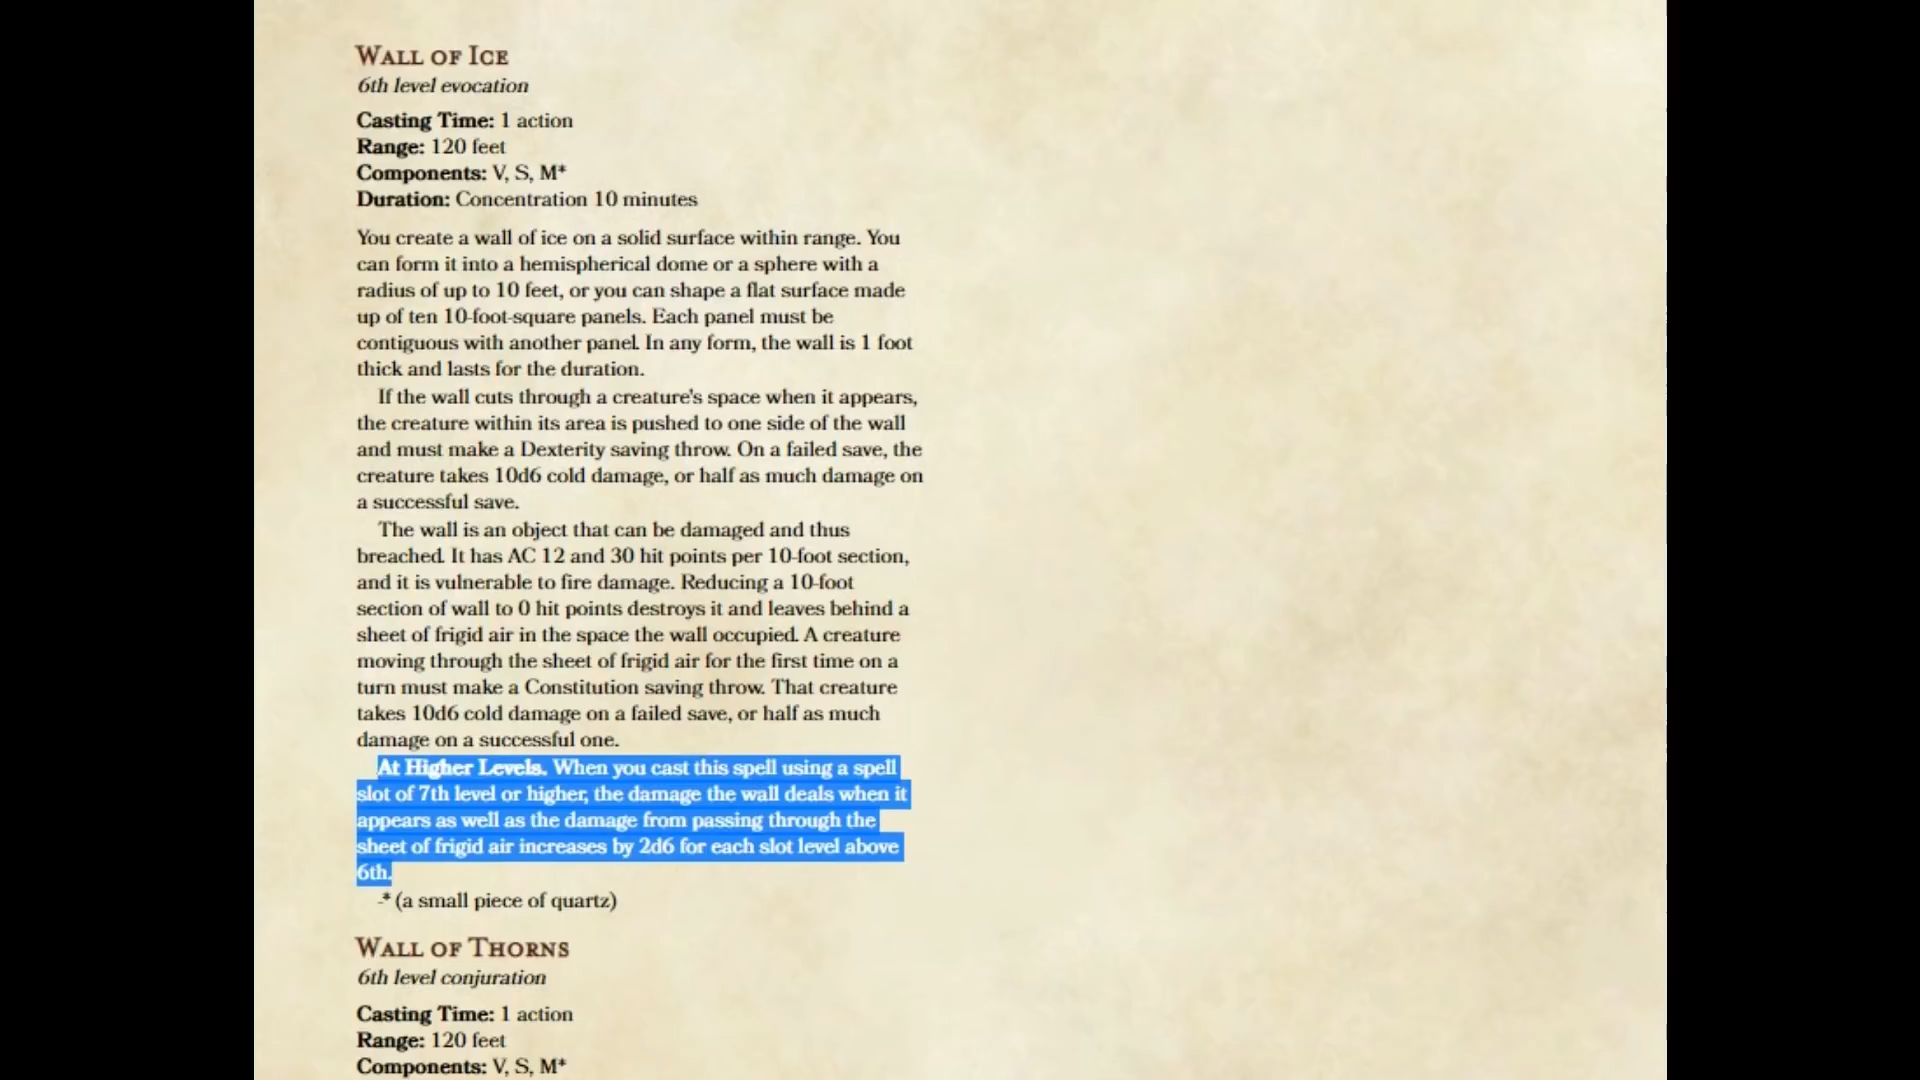 Wall of Ice
6th level evocation
Casting Time: 1 action
Range: 120 feet
Components: V, S, M*
Duration: Concentration 10 minutes
You create a wall of ice on a solid surface within range. You
can form it into a hemispherical dome or a sphere with a
radius of up to 10 feet, or you can shape a flat surface made
up of ten 10-foot-square panels. Each panel must be
contiguous with another panel. In any form, the wall is 1 foot
thick and lasts for the duration.
If the wall cuts through a creature's space when it appears,
the creature within its area is pushed to one side of the wall
and must make a Dexterity saving throw. On a failed save, the
creature takes 10d6 cold damage, or half as much damage on
a successful save.
The wall is an object that can be damaged and thus
breached. It has AC 12 and 30 hit points per 10-foot section,
and it is vulnerable to fire damage. Reducing a 10-foot
section of wall to 0 hit points destroys it and leaves behind a
sheet of frigid air in the space the wall occupied. A creature
moving through the sheet of frigid air for the first time on a
turn must make a Constitution saving throw. That creature
takes 10d6 cold damage on a failed save, or half as much
damage on a successful one.
At Higher Levels. When you cast this spell using a spell
slot of 7th level or higher, the damage the wall deals when it
appears as well as the damage from passing through the
sheet of frigid air increases by 2d6 for each slot level above
6th.
-* (a small piece of quartz)
Wall of Thorns
6th level conjuration
Casting Time: 1 action
Range: 120 feet
Components: V, S, M*